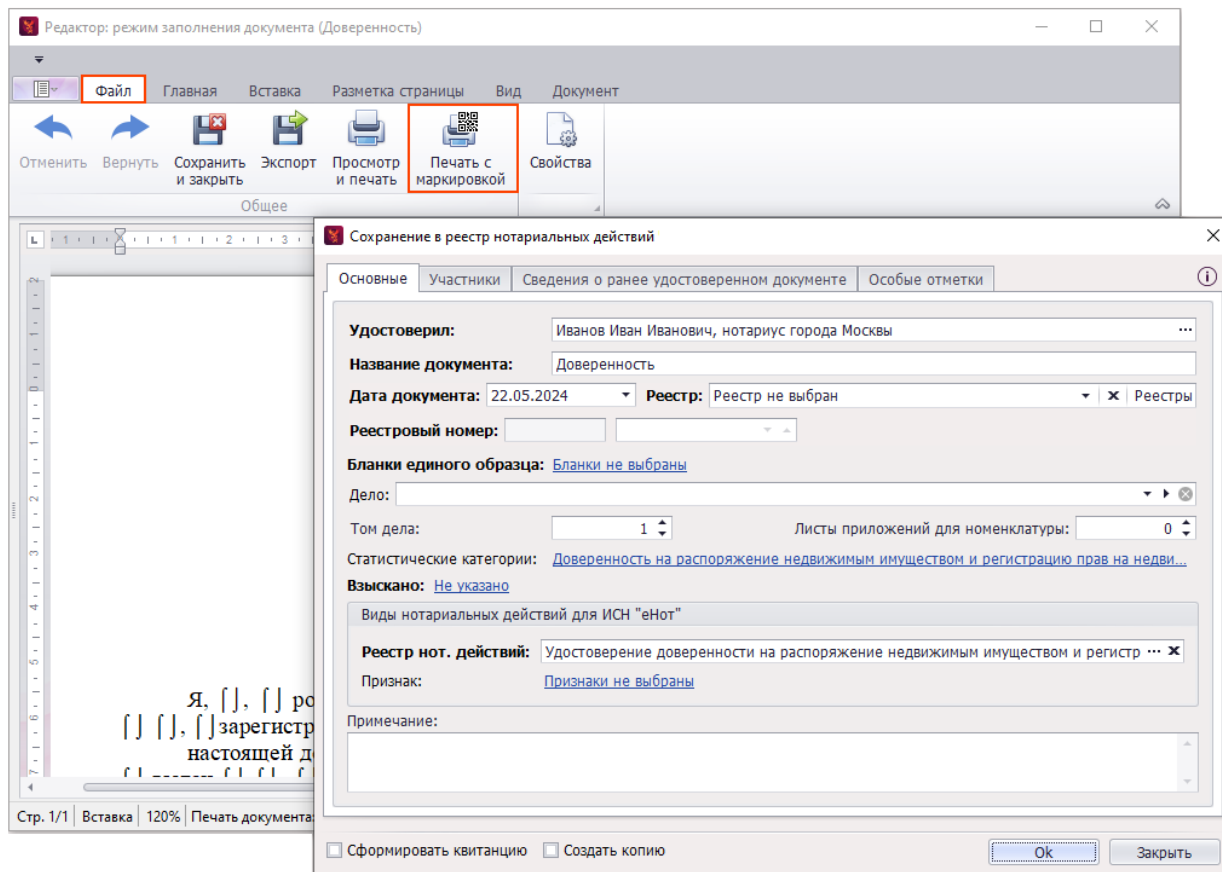 Редактор: режим заполнения документа (Доверенность)
Файл Главная Вставка Разметка страницы Вид Документ
Отменить Вернуть Сохранить и закрыть Экспорт Просмотр и печать Печать с маркировкой Свойства
Общее
Сохранение в реестр нотариальных действий
Основные Участники Сведения о ранее удостоверенном документе Особые отметки
Удостоверил: Иванов Иван Иванович, нотариус города Москвы ...
Название документа: Доверенность
Дата документа: 22.05.2024 Реестр: Реестр не выбран Реестры
Реестровый номер:
Бланки единого образца: Бланки не выбраны
Дело:
Том дела: 1 Листы приложений для номенклатуры: 0
Статистические категории: Доверенность на распоряжение недвижимым имуществом и регистрацию прав на недви...
Взыскано: Не указано
Виды нотариальных действий для ИСН "еНот"
Реестр нот. действий: Удостоверение доверенности на распоряжение недвижимым имуществом и регистр ...
Признак: Признаки не выбраны
Примечание:
Я, ⌠⌡, ⌠⌡ ро
⌠⌡ ⌠⌡, ⌠⌡зарегистр
настоящей д
Стр. 1/1 Вставка 120% Печать документа:
Сформировать квитанцию Создать копию Ok Закрыть